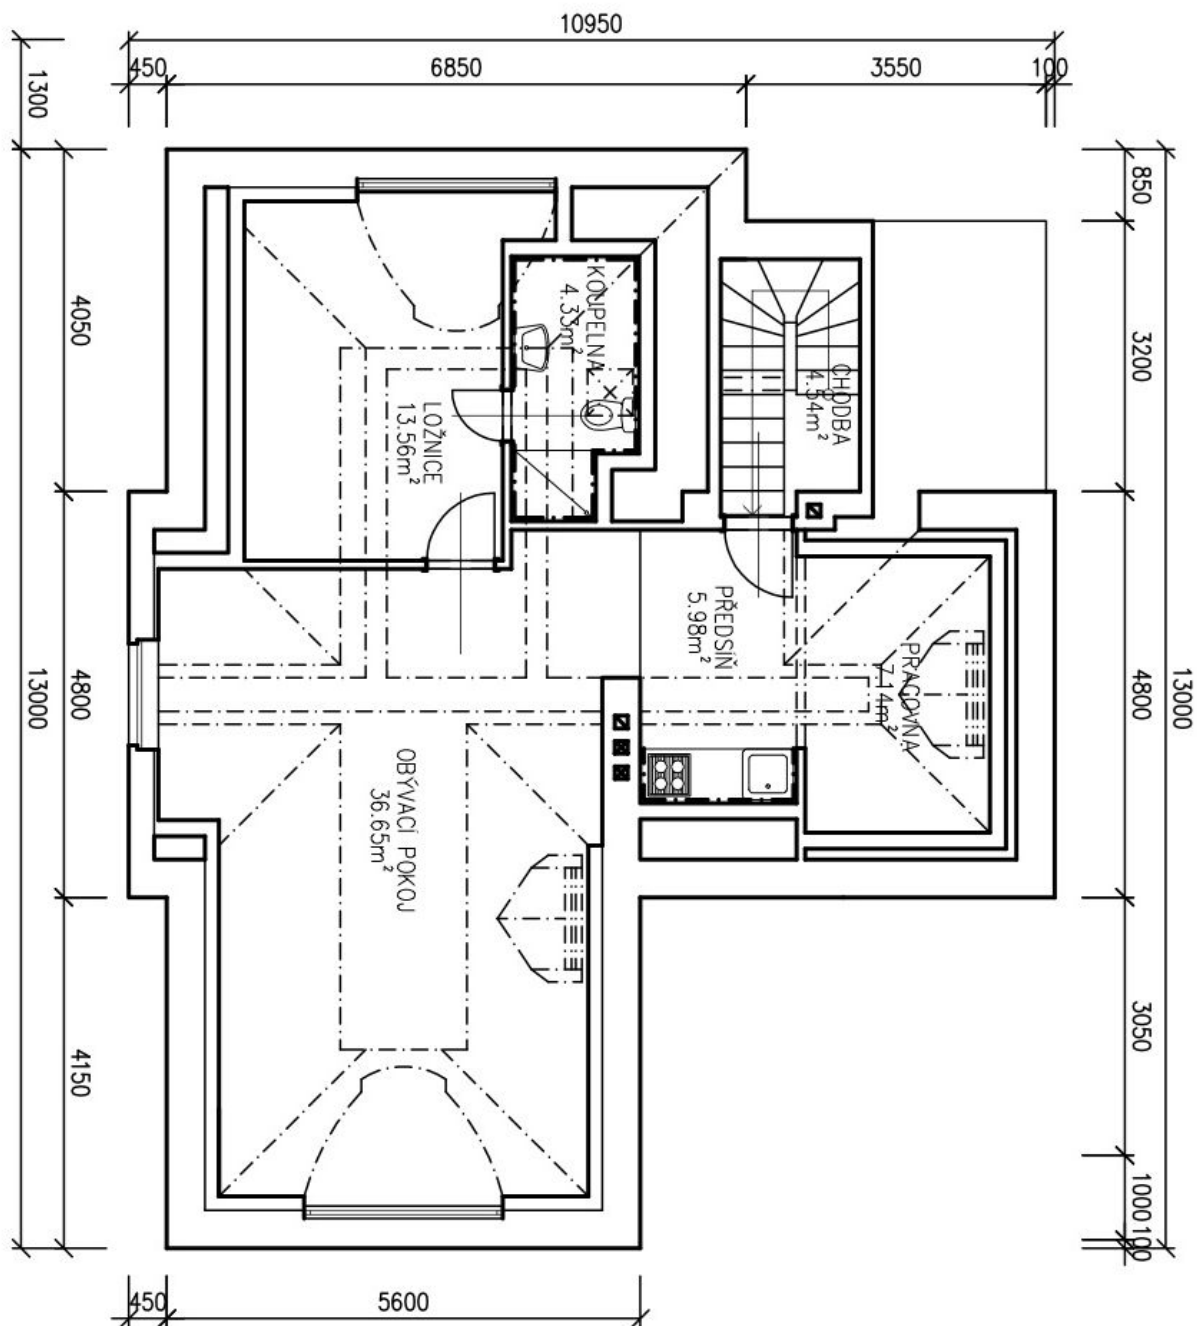 10950
450
6850
3550
100
1300
13000
4050
4800
4150
850
3200
4800
3050
1000
100
13000
KOUPELNA
4.33m²
CHODBA
4.54m²
LOŽNICE
13.56m²
PŘEDSÍŇ
5.98m²
PRACOVNA
7.14m²
OBÝVACÍ POKOJ
36.65m²
450
5600